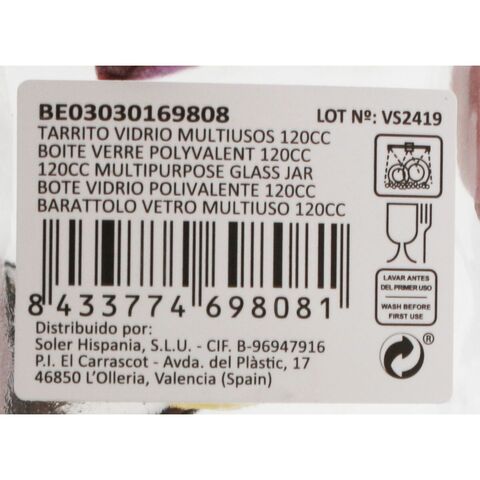 BE03030169808
LOT Nº: VS2419
TARRITO VIDRIO MULTIUSOS 120CC
BOITE VERRE POLYVALENT 120CC
120CC MULTIPURPOSE GLASS JAR
BOTE VIDRIO POLIVALENTE 120CC
BARATTOLO VETRO MULTIUSO 120CC
8 433774 698081
LAVAR ANTES
DEL PRIMER USO
WASH BEFORE
FIRST USE
®
Distribuido por:
Soler Hispania, S.L.U. - CIF. B-96947916
P.I. El Carrascot - Avda. del Plàstic, 17
46850 L'Olleria, Valencia (Spain)